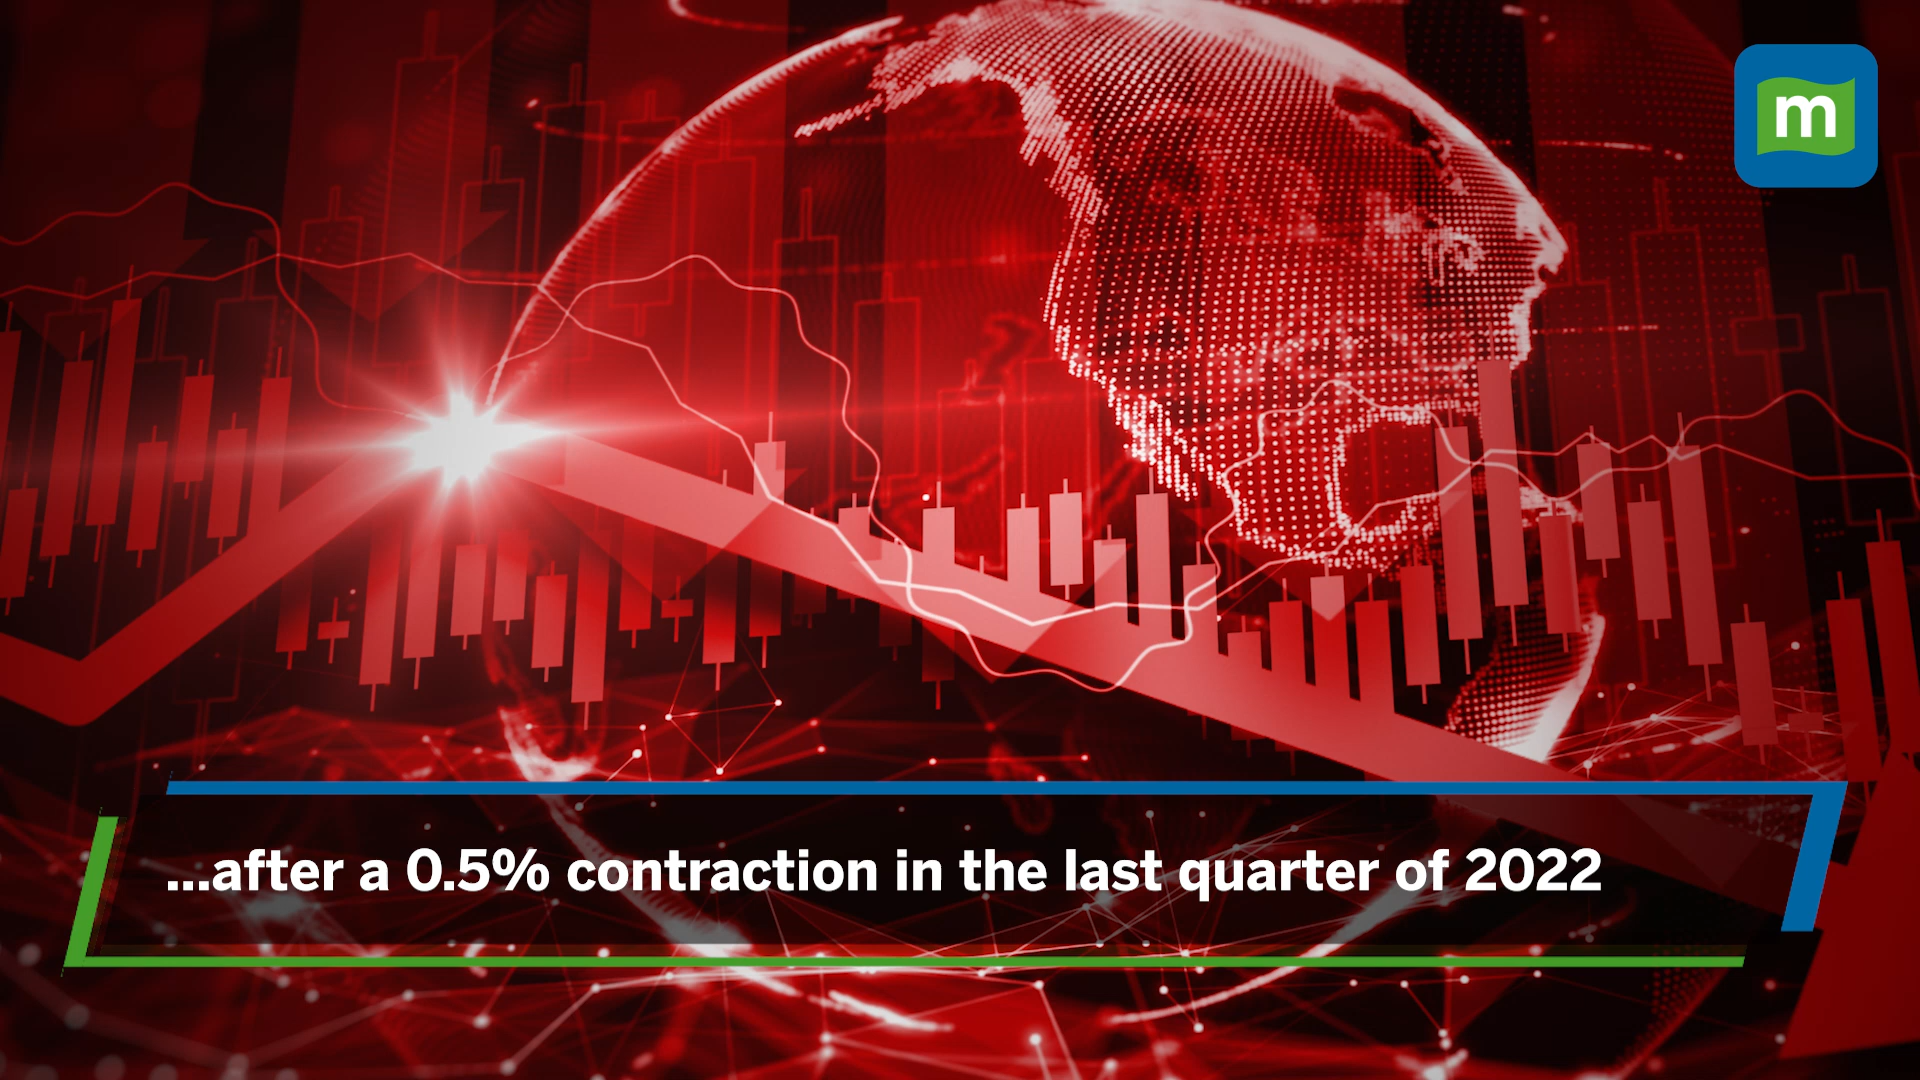 m
...after a 0.5% contraction in the last quarter of 2022